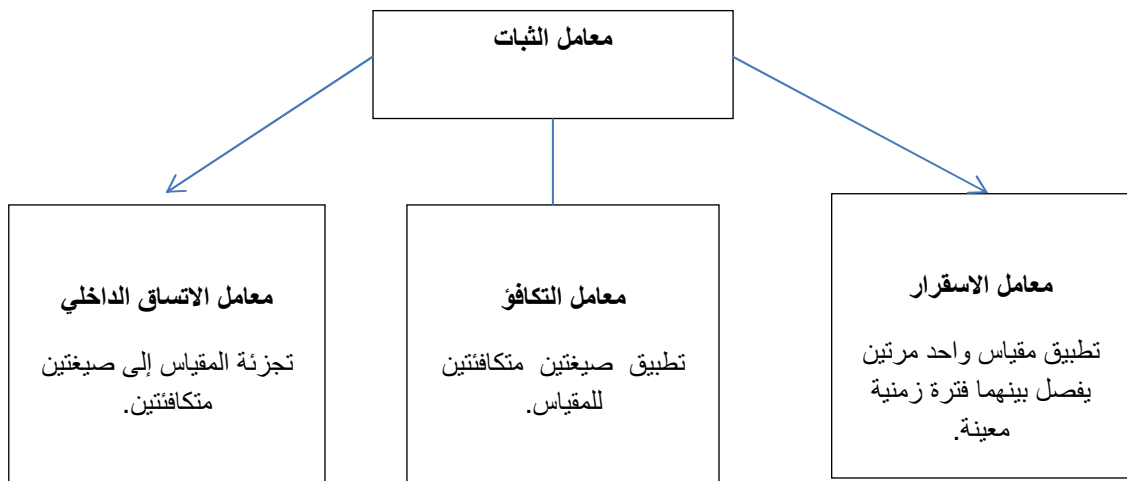 معامل الثبات
معامل الاسقرار
تطبيق مقياس واحد مرتين
يفصل بينهما فترة زمنية
معينة.
معامل التكافؤ
تطبيق صيغتين متكافئتين
للمقياس.
معامل الاتساق الداخلي
تجزئة المقياس إلى صيغتين
متكافئتين.